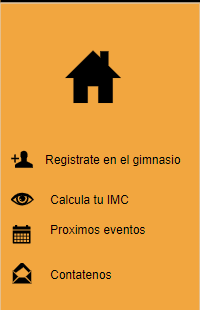 Registrate en el gimnasio
Calcula tu IMC
Proximos eventos
Contatenos